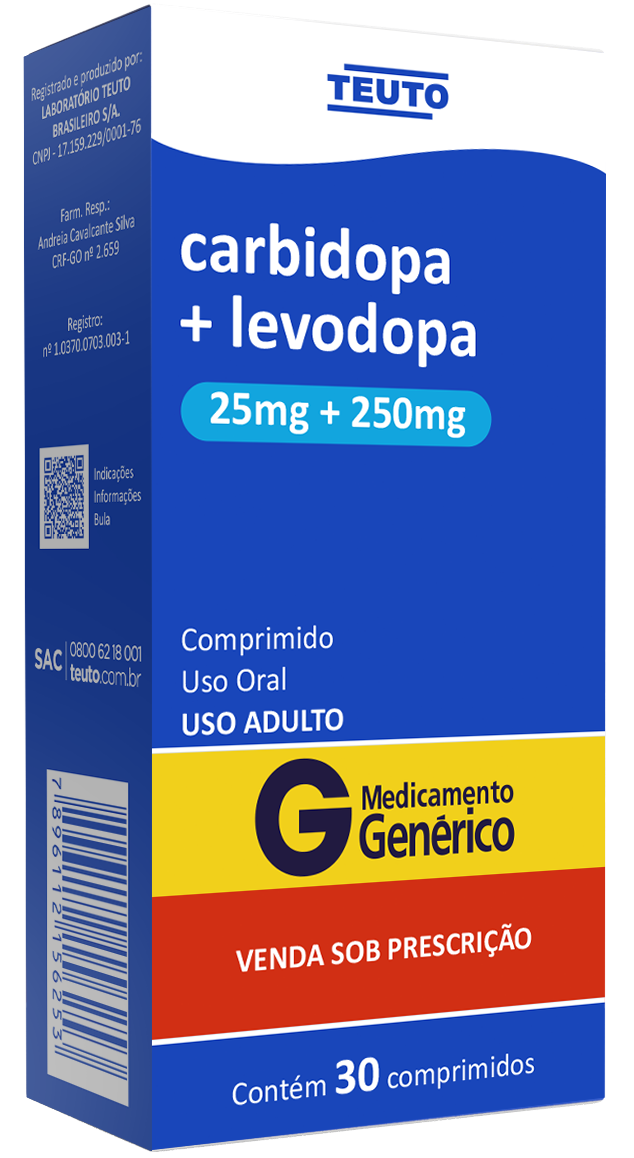 Registrado e produzido por:
LABORATÓRIO TEUTO
BRASILEIRO S/A.
CNPJ - 17.159.229/0001-76
Farm. Resp.:
Andreia Cavalcante Silva
CRF-GO nº 2.659
Registro:
nº 1.0370.0703.003-1
Indicações
Informações
Bula
SAC
0800 62 18 001
teuto.com.br
7 896112 156253
TEUTO
carbidopa
+ levodopa
25mg + 250mg
Comprimido
Uso Oral
USO ADULTO
G Medicamento
Genérico
VENDA SOB PRESCRIÇÃO
Contém 30 comprimidos